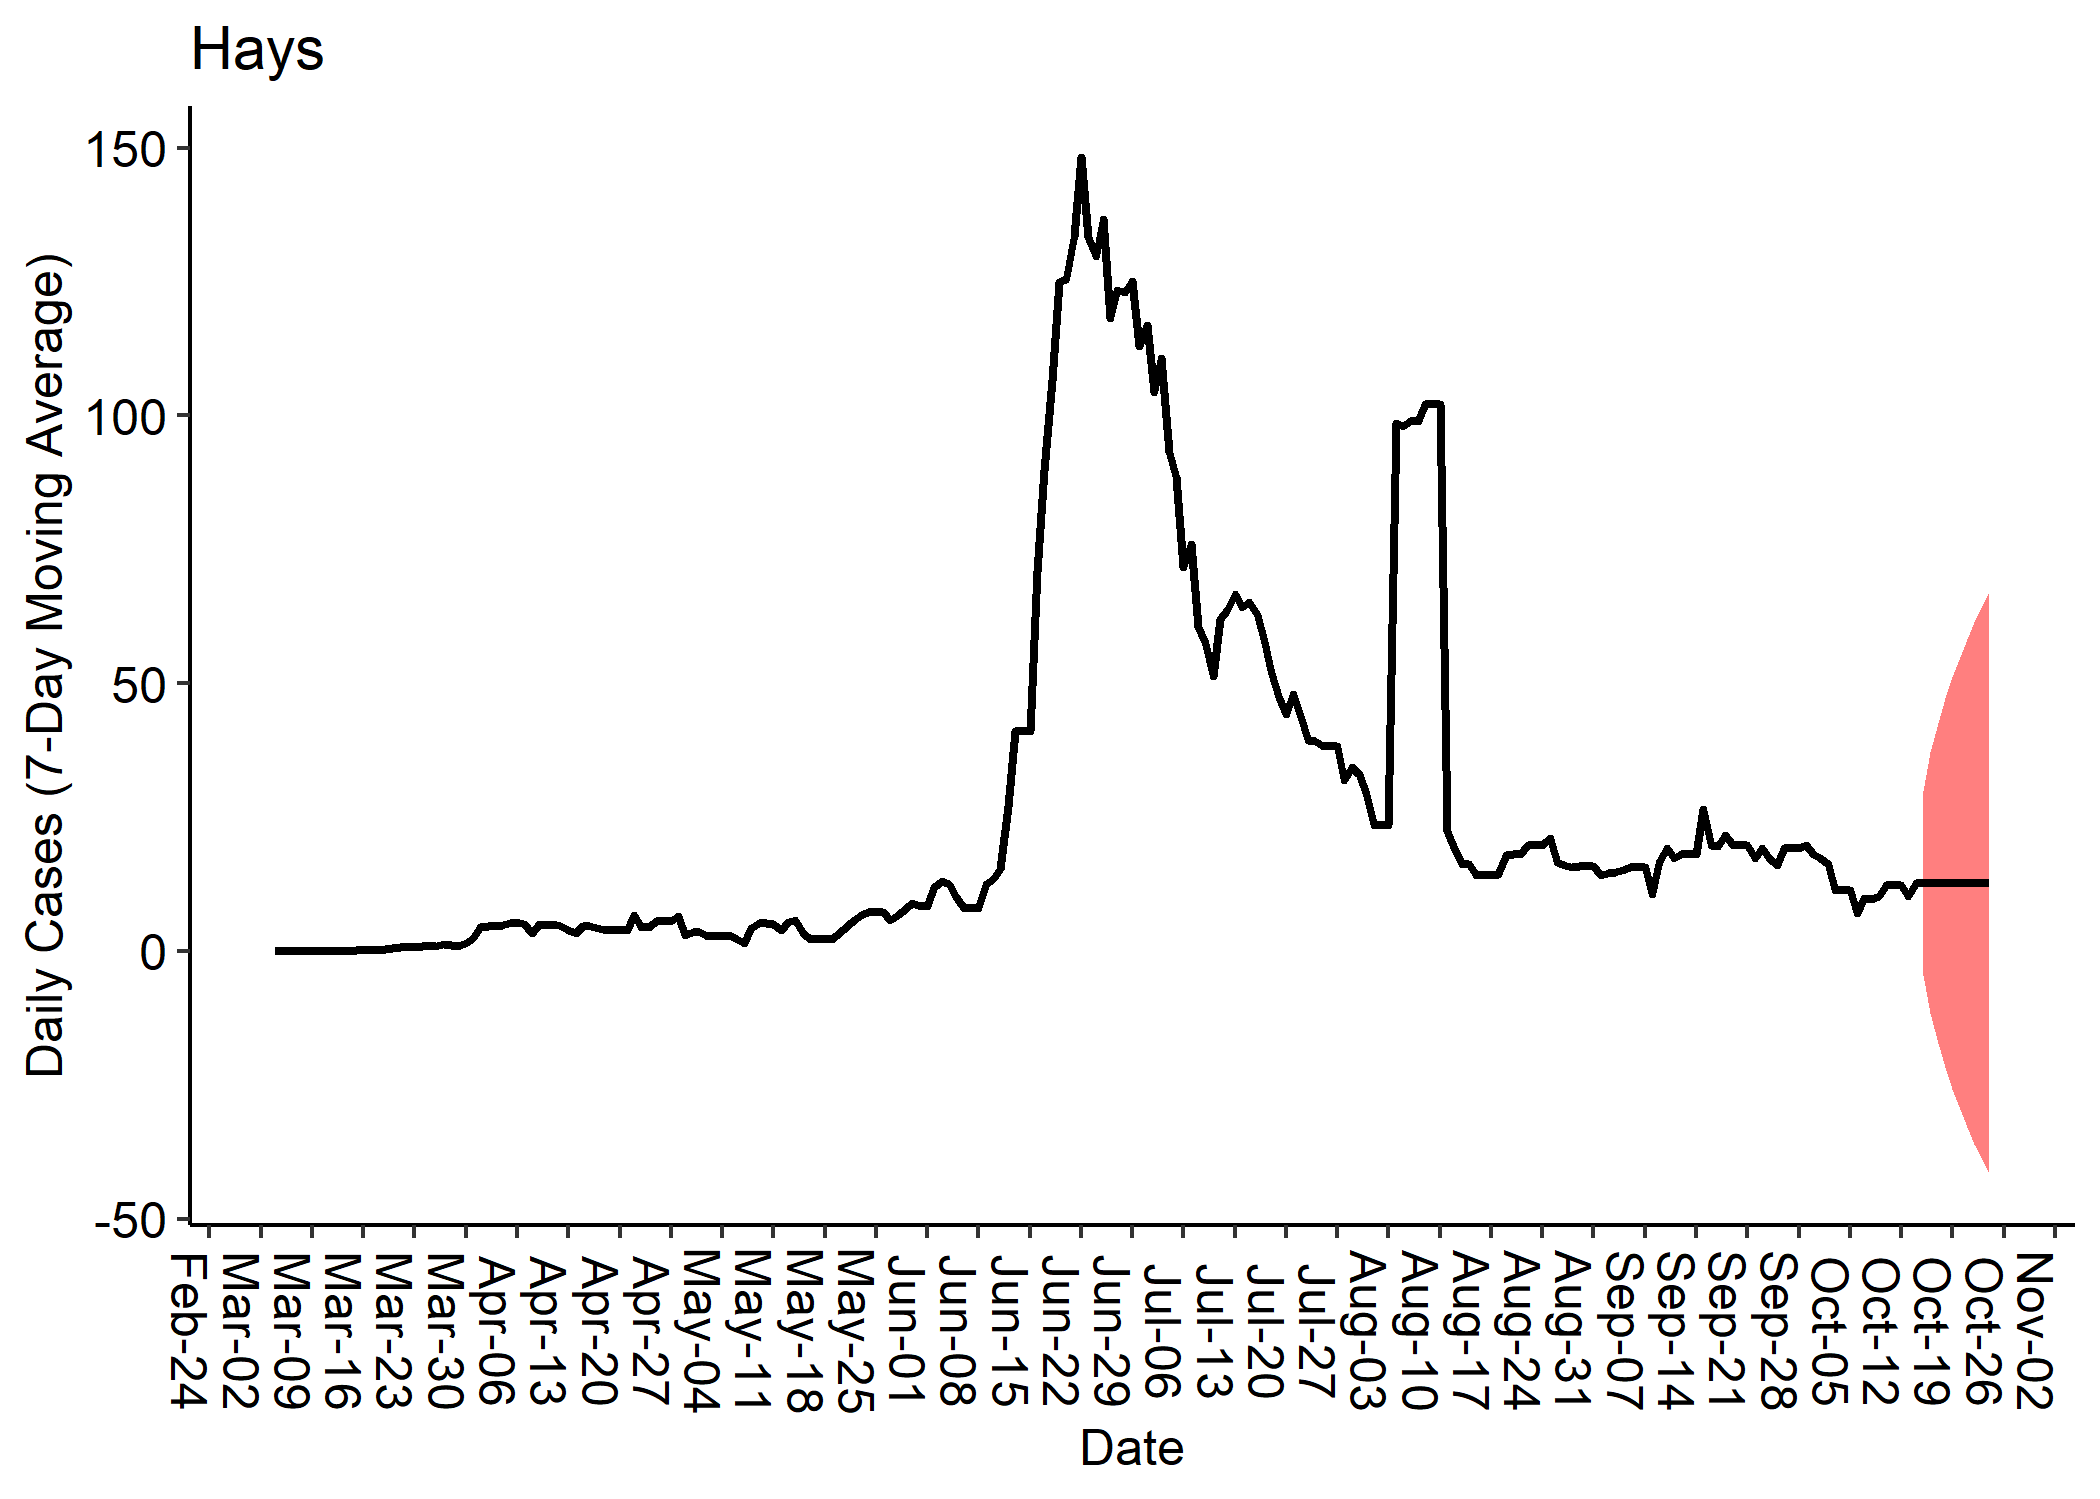 Hays
Daily Cases (7-Day Moving Average)
150
100
50
0
-50
Feb-24
Mar-02
Mar-09
Mar-16
Mar-23
Mar-30
Apr-06
Apr-13
Apr-20
Apr-27
May-04
May-11
May-18
May-25
Jun-01
Jun-08
Jun-15
Jun-22
Jun-29
Jul-06
Jul-13
Jul-20
Jul-27
Aug-03
Aug-10
Aug-17
Aug-24
Aug-31
Sep-07
Sep-14
Sep-21
Sep-28
Oct-05
Oct-12
Oct-19
Oct-26
Nov-02
Date